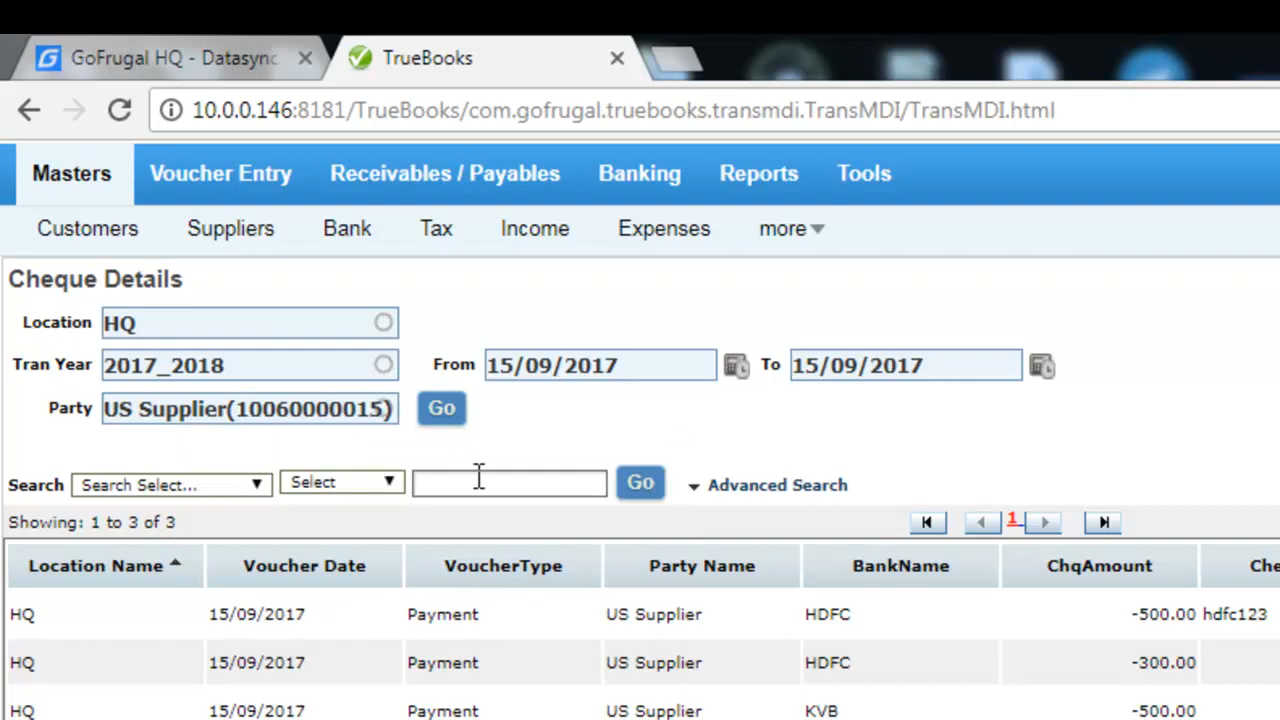 GoFrugal HQ - Datasync
TrueBooks
10.0.0.146:8181/TrueBooks/com.gofrugal.truebooks.transmdi.TransMDI/TransMDI.html
Masters Voucher Entry Receivables / Payables Banking Reports Tools
Customers Suppliers Bank Tax Income Expenses more
Cheque Details
Location HQ
Tran Year 2017_2018 From 15/09/2017 To 15/09/2017
Party US Supplier(10060000015) Go
Search Search Select... Select Go Advanced Search
Showing: 1 to 3 of 3 1
Location Name Voucher Date VoucherType Party Name BankName ChqAmount Che
HQ 15/09/2017 Payment US Supplier HDFC -500.00 hdfc123
HQ 15/09/2017 Payment US Supplier HDFC -300.00
HQ 15/09/2017 Payment US Supplier KVB -500.00